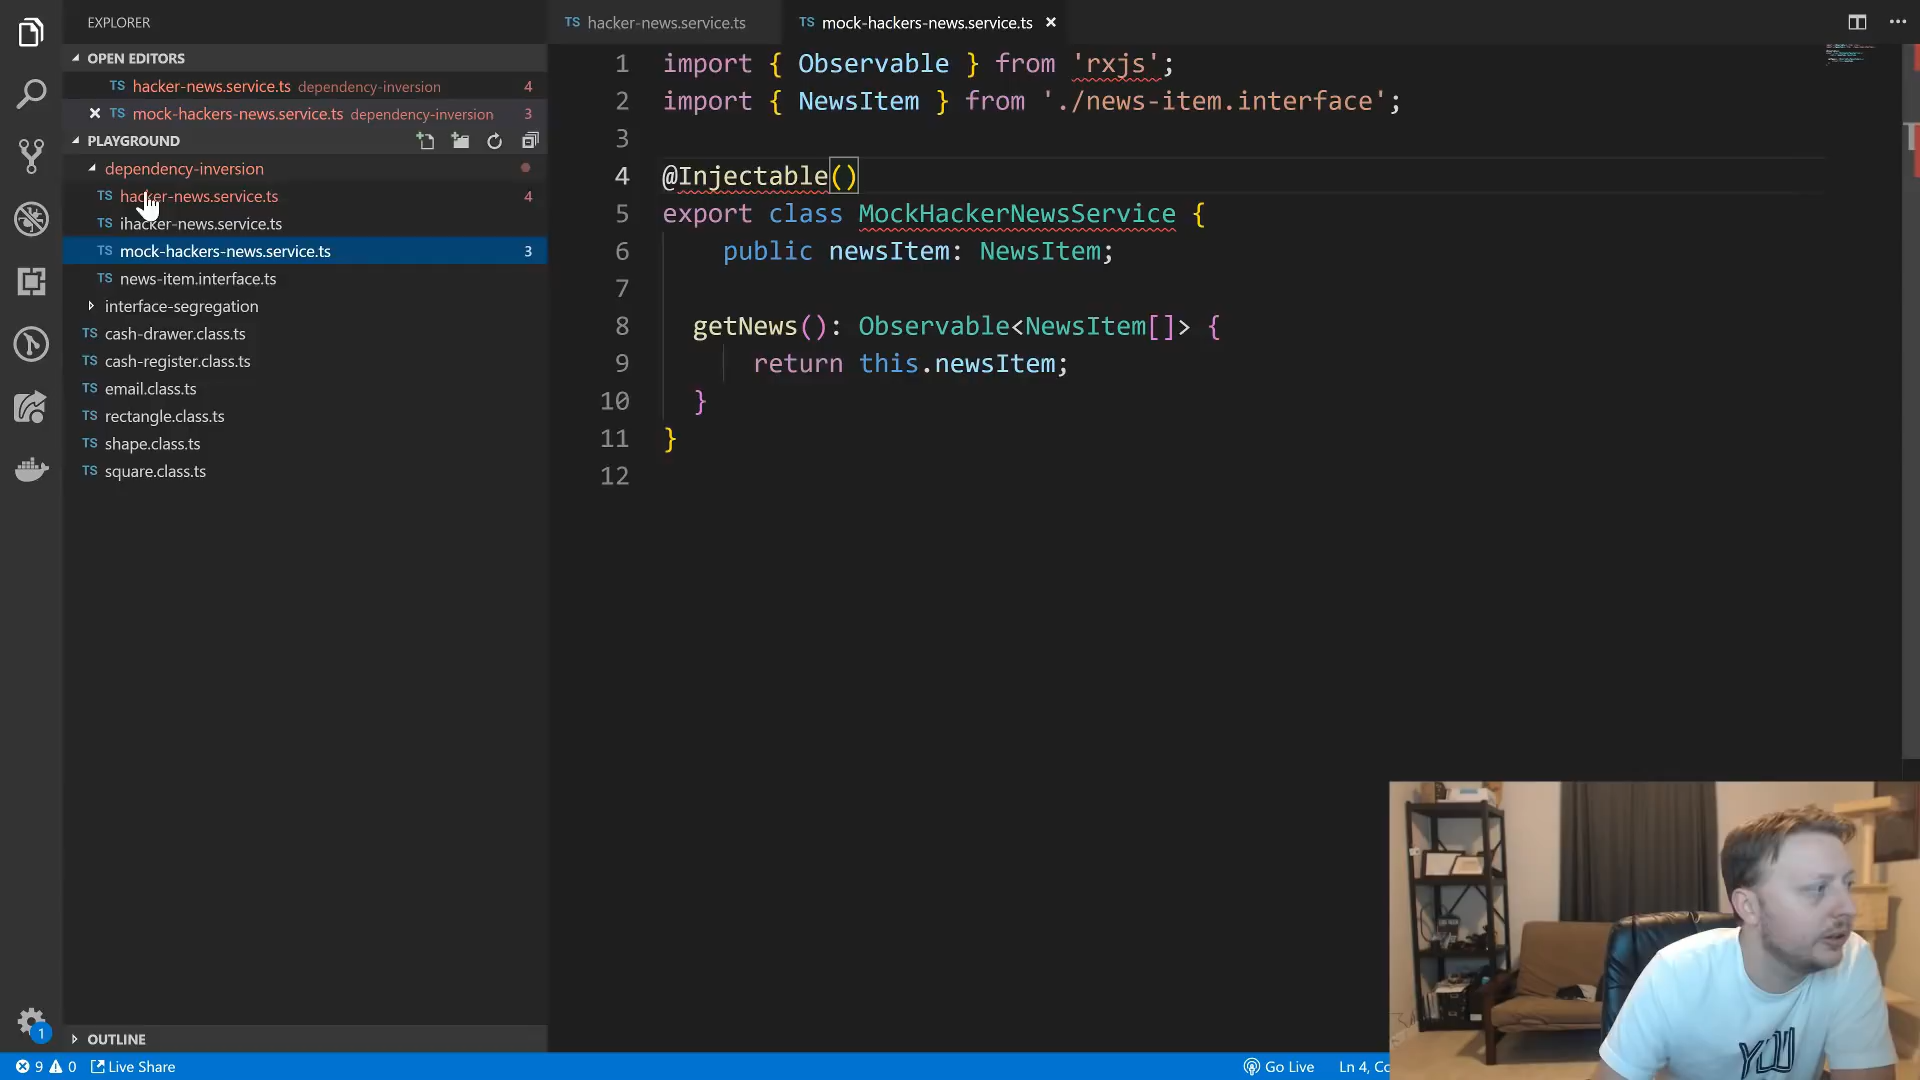 EXPLORER
OPEN EDITORS
TS hacker-news.service.ts dependency-inversion 4
TS mock-hackers-news.service.ts dependency-inversion 3
PLAYGROUND
dependency-inversion
TS hacker-news.service.ts 4
TS ihacker-news.service.ts
TS mock-hackers-news.service.ts 3
TS news-item.interface.ts
interface-segregation
TS cash-drawer.class.ts
TS cash-register.class.ts
TS email.class.ts
TS rectangle.class.ts
TS shape.class.ts
TS square.class.ts
OUTLINE
1
TS hacker-news.service.ts
TS mock-hackers-news.service.ts
1 import { Observable } from 'rxjs';
2 import { NewsItem } from './news-item.interface';
3
4 @Injectable()
5 export class MockHackerNewsService {
6 public newsItem: NewsItem;
7
8 getNews(): Observable<NewsItem[]> {
9 return this.newsItem;
10 }
11 }
12
YOU
9 0 Live Share
Go Live Ln 4, Co